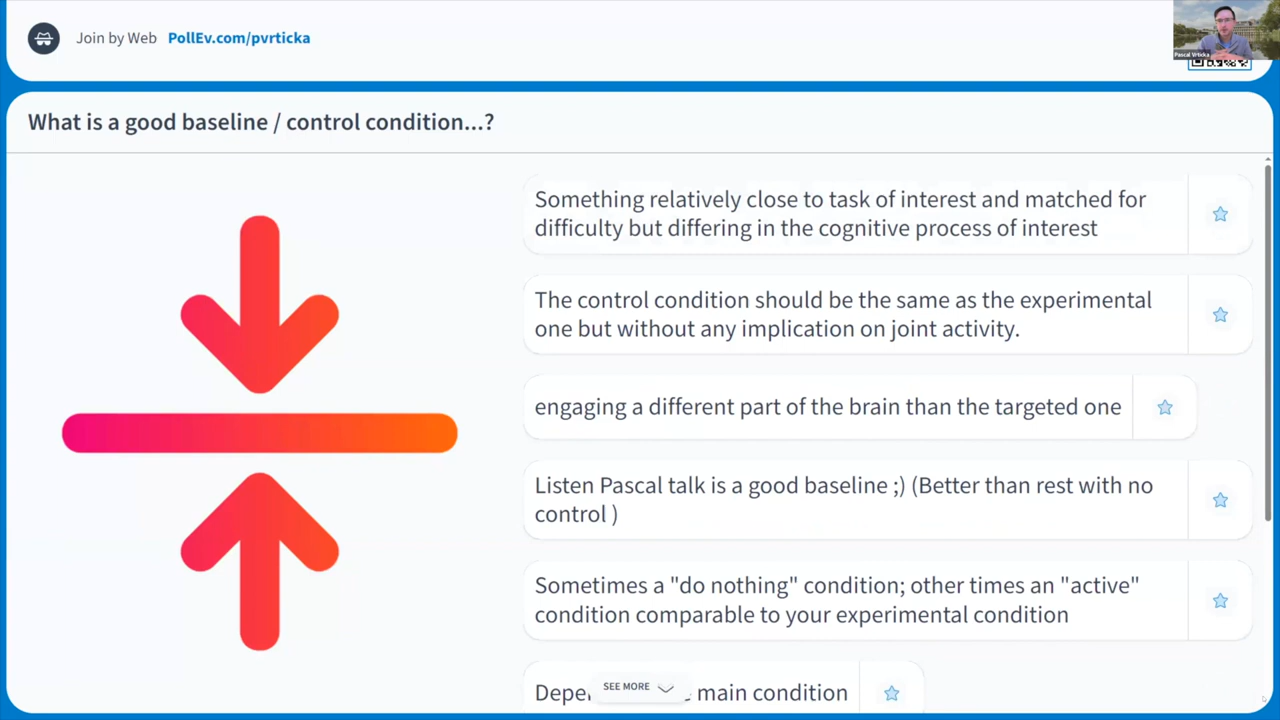 Join by Web PollEv.com/pvrticka
Pascal Vrticka
What is a good baseline / control condition...?
Something relatively close to task of interest and matched for
difficulty but differing in the cognitive process of interest
The control condition should be the same as the experimental
one but without any implication on joint activity.
engaging a different part of the brain than the targeted one
Listen Pascal talk is a good baseline ;) (Better than rest with no
control )
Sometimes a "do nothing" condition; other times an "active"
condition comparable to your experimental condition
main condition
SEE MORE